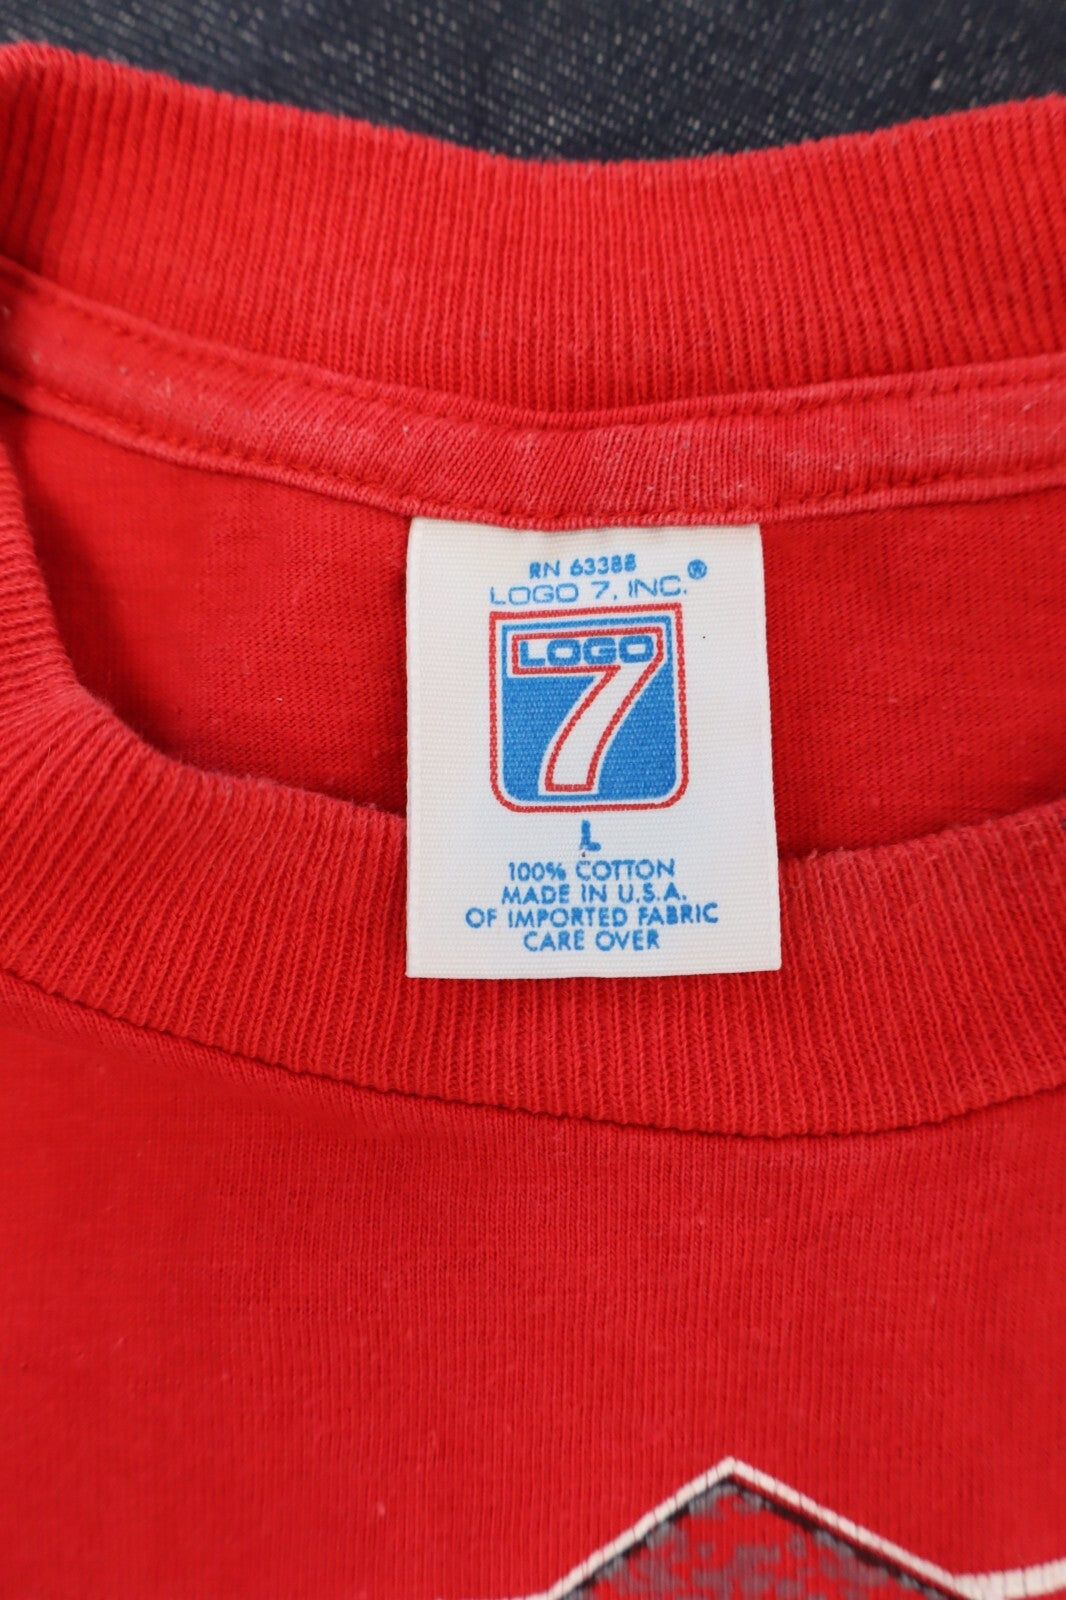 RN 63388
LOGO 7, INC.®
LOGO
7
L
100% COTTON
MADE IN U.S.A.
OF IMPORTED FABRIC
CARE OVER